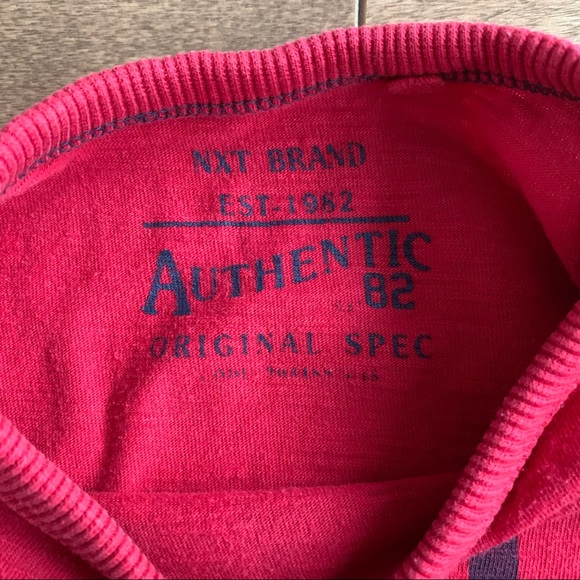 NXT BRAND
EST-1982
AUTHENTIC
82
ORIGINAL SPEC